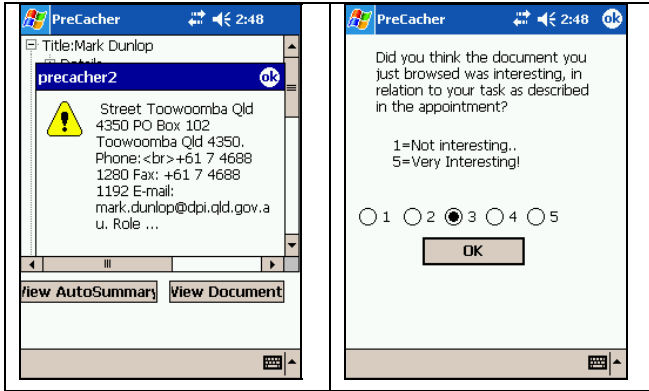 PreCacher 2:48
Title:Mark Dunlop
Details
precacher2 ok
Street Toowoomba Qld
4350 PO Box 102
Toowoomba Qld 4350.
Phone:<br>+61 7 4688
1280 Fax: +61 7 4688
1192 E-mail:
mark.dunlop@dpi.qld.gov.a
u. Role ...
View AutoSummary View Document
PreCacher 2:48 ok
Did you think the document you
just browsed was interesting, in
relation to your task as described
in the appointment?
1=Not interesting..
5=Very Interesting!
1 2 3 4 5
OK